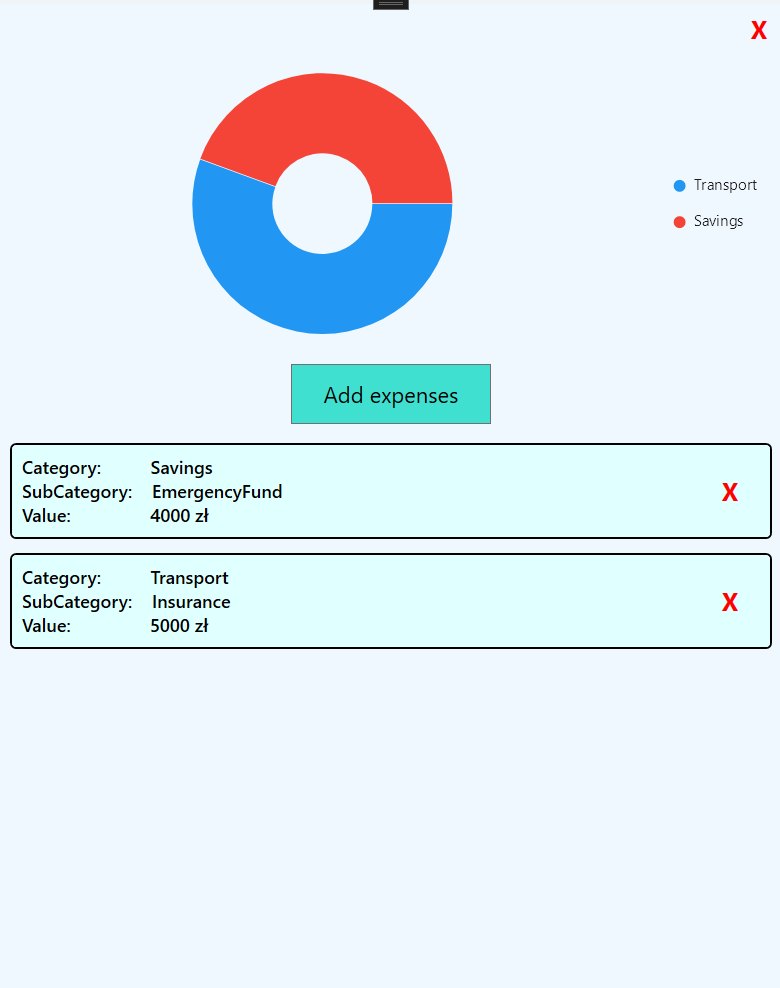 X
Transport
Savings
Add expenses
Category: Savings
SubCategory: EmergencyFund
Value: 4000 zł
X
Category: Transport
SubCategory: Insurance
Value: 5000 zł
X